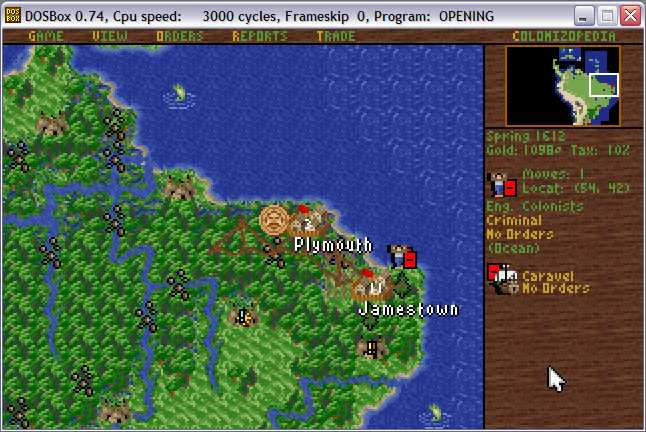 DOSBox 0.74, Cpu speed: 3000 cycles, Frameskip 0, Program: OPENING
GAME VIEW ORDERS REPORTS TRADE COLONIZOPEDIA
Spring 1612
Gold: 1098 Tax: 10%
Moves: 1
Locat: (54, 42)
Eng. Colonists
Criminal
No Orders
(Ocean)
Caravel
No Orders
Plymouth
Jamestown